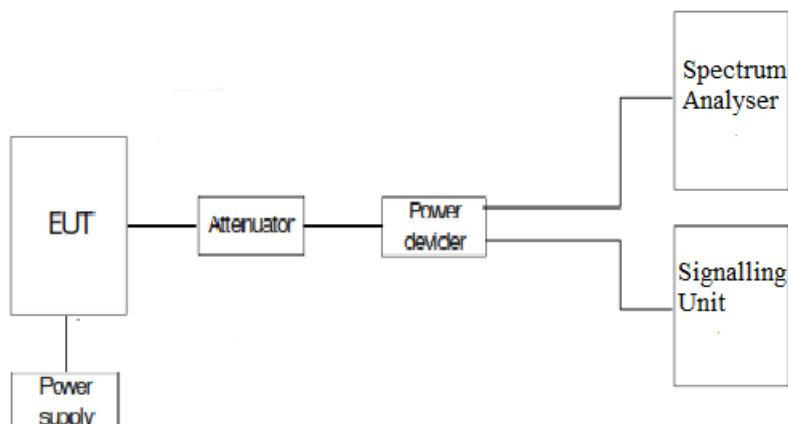 Spectrum
Analyser
EUT
Attenuator
Power
devider
Signalling
Unit
Power
supply